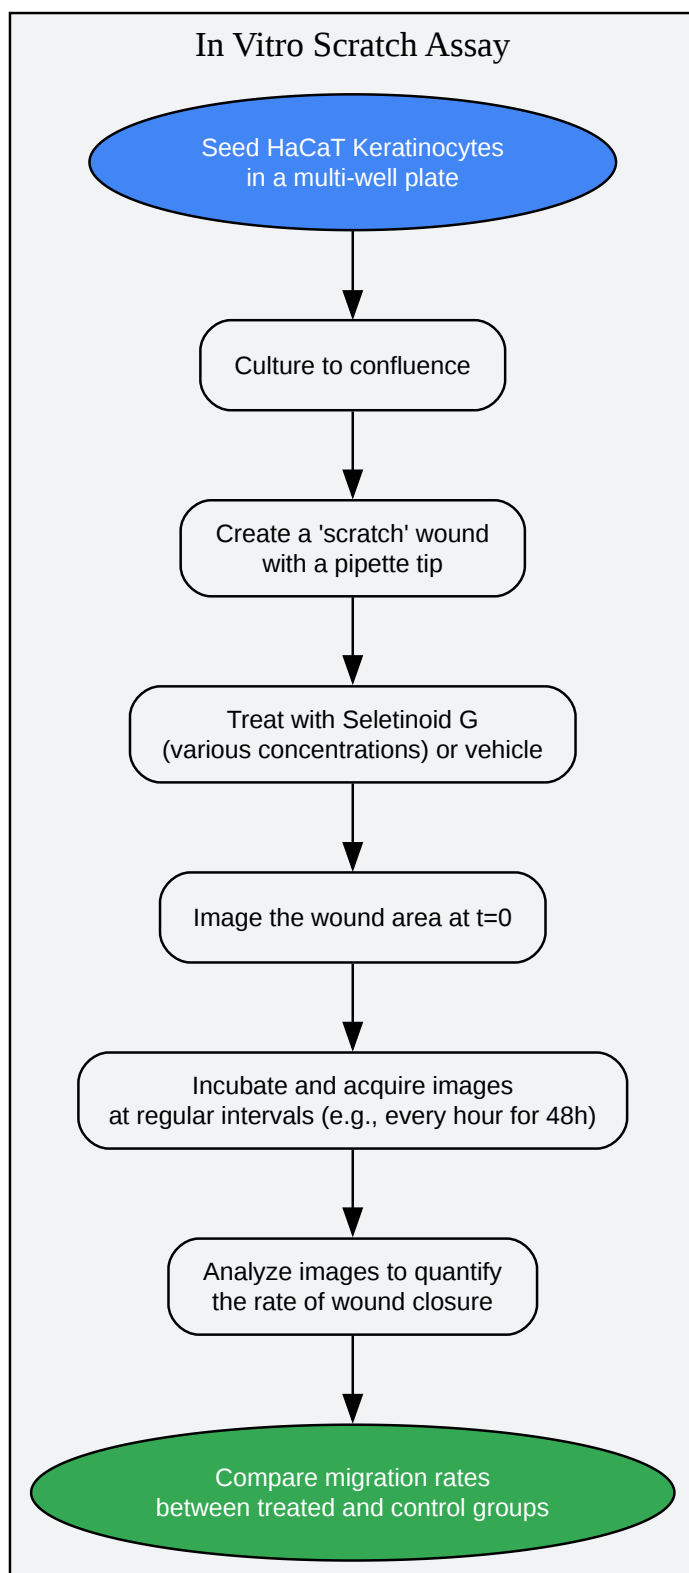 In Vitro Scratch Assay
Seed HaCaT Keratinocytes
in a multi-well plate
Culture to confluence
Create a 'scratch' wound
with a pipette tip
Treat with Seletinoid G
(various concentrations) or vehicle
Image the wound area at t=0
Incubate and acquire images
at regular intervals (e.g., every hour for 48h)
Analyze images to quantify
the rate of wound closure
Compare migration rates
between treated and control groups